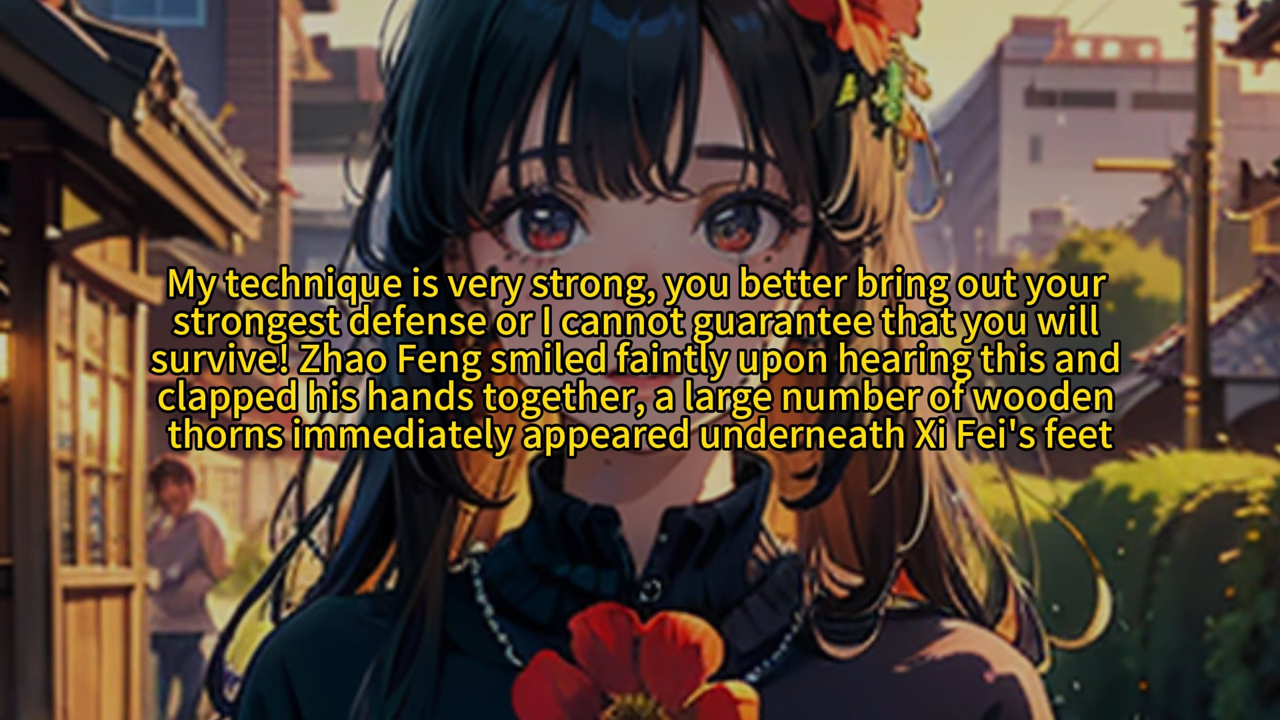 My technique is very strong, you better bring out your
strongest defense or I cannot guarantee that you will
survive! Zhao Feng smiled faintly upon hearing this and
clapped his hands together, a large number of wooden
thorns immediately appeared underneath Xi Fei's feet